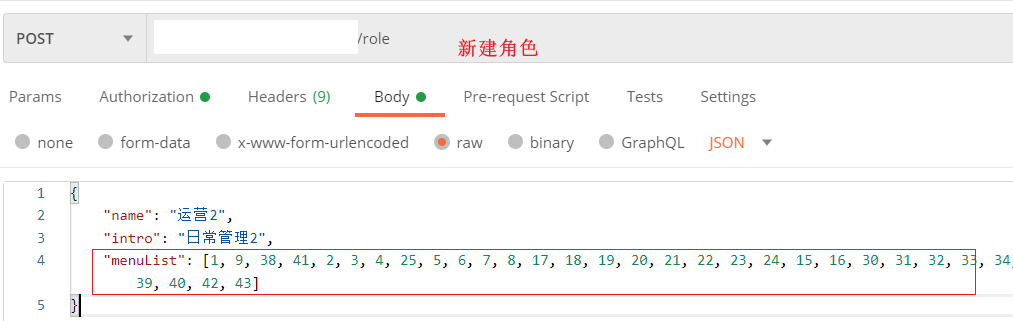 POST /role
新建角色
Params Authorization Headers (9) Body Pre-request Script Tests Settings
none form-data x-www-form-urlencoded raw binary GraphQL JSON
1 {
2 "name": "运营2",
3 "intro": "日常管理2",
4 "menuList": [1, 9, 38, 41, 2, 3, 4, 25, 5, 6, 7, 8, 17, 18, 19, 20, 21, 22, 23, 24, 15, 16, 30, 31, 32, 33, 34,
39, 40, 42, 43]
5 }